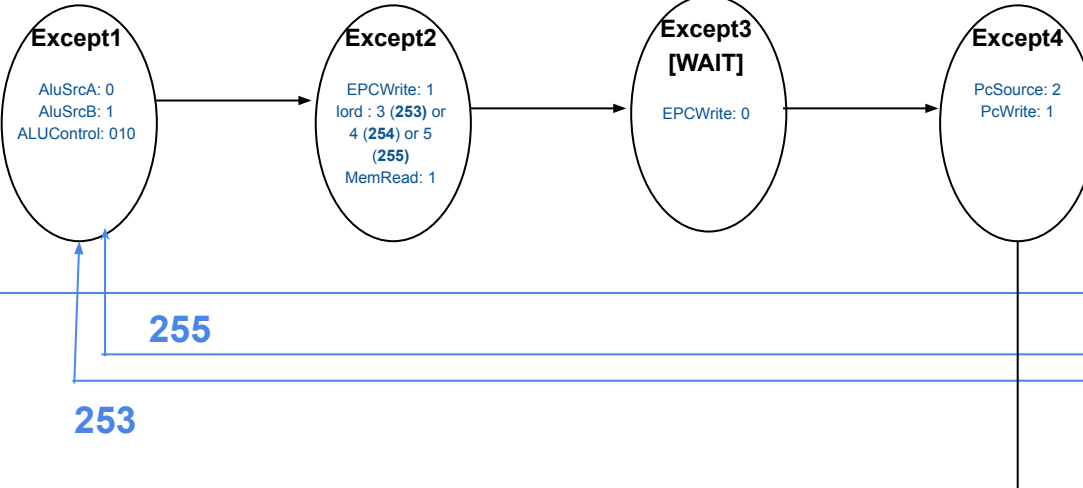 Except1
AluSrcA: 0
AluSrcB: 1
ALUControl: 010
Except2
EPCWrite: 1
Iord : 3 (253) or
4 (254) or 5
(255)
MemRead: 1
Except3
[WAIT]
EPCWrite: 0
Except4
PcSource: 2
PcWrite: 1
255
253